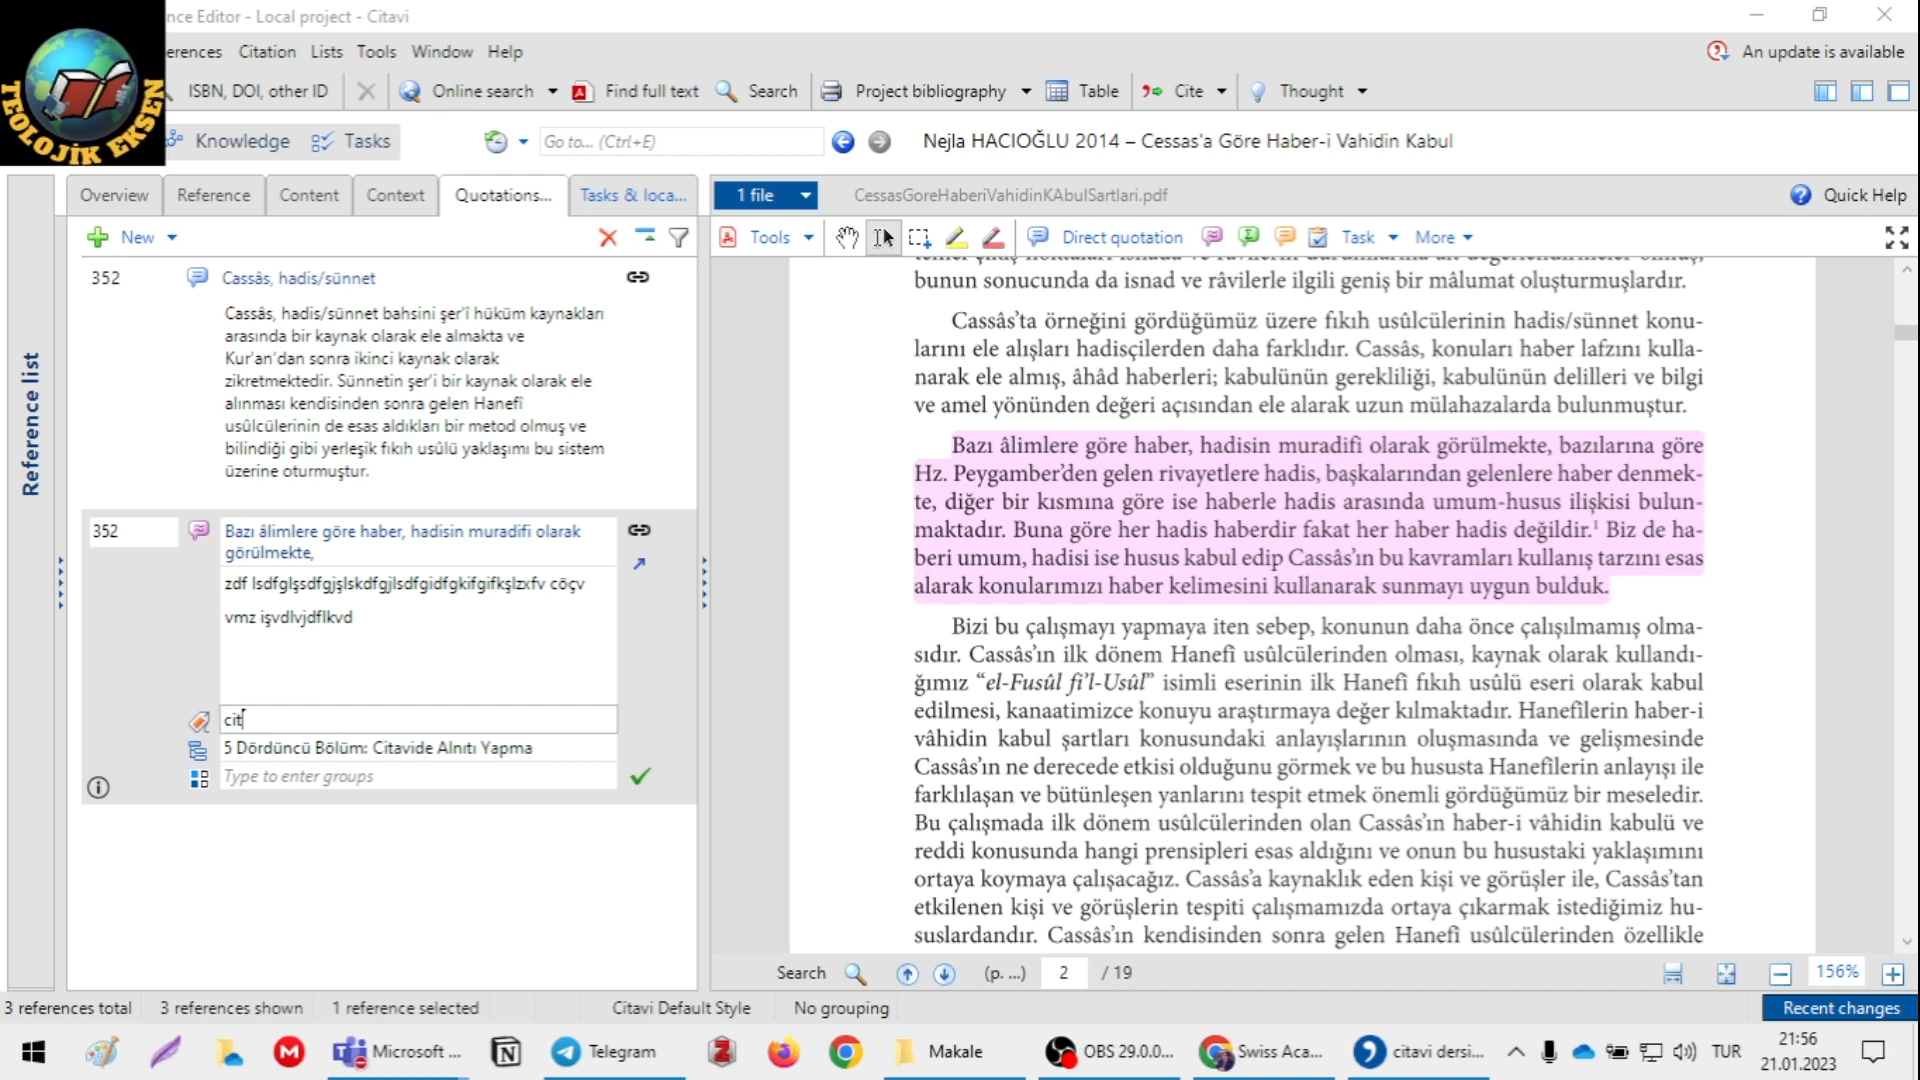 nce Editor - Local project - Citavi
erences Citation Lists Tools Window Help
An update is available
ISBN, DOI, other ID Online search Find full text Search Project bibliography Table Cite Thought
TEOLOJİK EKSEN
Knowledge Tasks Go to... (Ctrl+E) Nejla HACIOĞLU 2014 – Cessas'a Göre Haber-i Vahidin Kabul
Reference list
Overview Reference Content Context Quotations... Tasks & loca...
1 file CessasGoreHaberiVahidinKAbulSartlari.pdf Quick Help
New
Tools Direct quotation Task More
352 Cassâs, hadis/sünnet
Cassâs, hadis/sünnet bahsini şer'î hüküm kaynakları
arasında bir kaynak olarak ele almakta ve
Kur'an'dan sonra ikinci kaynak olarak
zikretmektedir. Sünnetin şer'i bir kaynak olarak ele
alınması kendisinden sonra gelen Hanefî
usûlcülerinin de esas aldıkları bir metod olmuş ve
bilindiği gibi yerleşik fıkıh usûlü yaklaşımı bu sistem
üzerine oturmuştur.
352 Bazı âlimlere göre haber, hadisin muradifi olarak
görülmekte,
zdf lsdfglşsdfgjşlskdfgjlsdfgidfgkifgifkşlzxfv cöçv
vmz işvdlvjdflkvd
cit
5 Dördüncü Bölüm: Citavide Alnıtı Yapma
Type to enter groups
bunun sonucunda da isnad ve râvilerle ilgili geniş bir mâlumat oluşturmuşlardır.
Cassâs'ta örneğini gördüğümüz üzere fıkıh usûlcülerinin hadis/sünnet konu-
larını ele alışları hadisçilerden daha farklıdır. Cassâs, konuları haber lafzını kulla-
narak ele almış, âhâd haberleri; kabulünün gerekliliği, kabulünün delilleri ve bilgi
ve amel yönünden değeri açısından ele alarak uzun mülahazalarda bulunmuştur.
Bazı âlimlere göre haber, hadisin muradifi olarak görülmekte, bazılarına göre
Hz. Peygamber'den gelen rivayetlere hadis, başkalarından gelenlere haber denmek-
te, diğer bir kısmına göre ise haberle hadis arasında umum-husus ilişkisi bulun-
maktadır. Buna göre her hadis haberdir fakat her haber hadis değildir.¹ Biz de ha-
beri umum, hadisi ise husus kabul edip Cassâs'ın bu kavramları kullanış tarzını esas
alarak konularımızı haber kelimesini kullanarak sunmayı uygun bulduk.
Bizi bu çalışmayı yapmaya iten sebep, konunun daha önce çalışılmamış olma-
sıdır. Cassâs'ın ilk dönem Hanefî usûlcülerinden olması, kaynak olarak kullandı-
ğımız “el-Fusûl fi'l-Usûl” isimli eserinin ilk Hanefî fıkıh usûlü eseri olarak kabul
edilmesi, kanaatimizce konuyu araştırmaya değer kılmaktadır. Hanefîlerin haber-i
vâhidin kabul şartları konusundaki anlayışlarının oluşmasında ve gelişmesinde
Cassâs'ın ne derecede etkisi olduğunu görmek ve bu hususta Hanefîlerin anlayışı ile
farklılaşan ve bütünleşen yanlarını tespit etmek önemli gördüğümüz bir meseledir.
Bu çalışmada ilk dönem usûlcülerinden olan Cassâs'ın haber-i vâhidin kabulü ve
reddi konusunda hangi prensipleri esas aldığını ve onun bu husustaki yaklaşımını
ortaya koymaya çalışacağız. Cassâs'a kaynaklık eden kişi ve görüşler ile, Cassâs'tan
etkilenen kişi ve görüşlerin tespiti çalışmamızda ortaya çıkarmak istediğimiz hu-
suslardandır. Cassâs'ın kendisinden sonra gelen Hanefî usûlcülerinden özellikle
Search (p. ...) 2 / 19 156%
3 references total 3 references shown 1 reference selected Citavi Default Style No grouping Recent changes
Microsoft ... Telegram Makale OBS 29.0.0... Swiss Aca... citavi dersi... TUR 21:56
21.01.2023